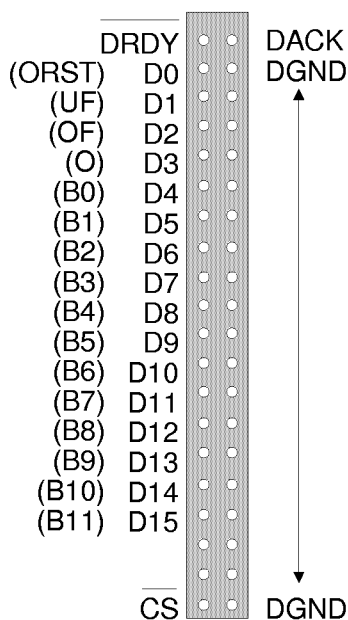 DRDY DACK
(ORST) D0 DGND
(UF) D1
(OF) D2
(O) D3
(B0) D4
(B1) D5
(B2) D6
(B3) D7
(B4) D8
(B5) D9
(B6) D10
(B7) D11
(B8) D12
(B9) D13
(B10) D14
(B11) D15
CS DGND